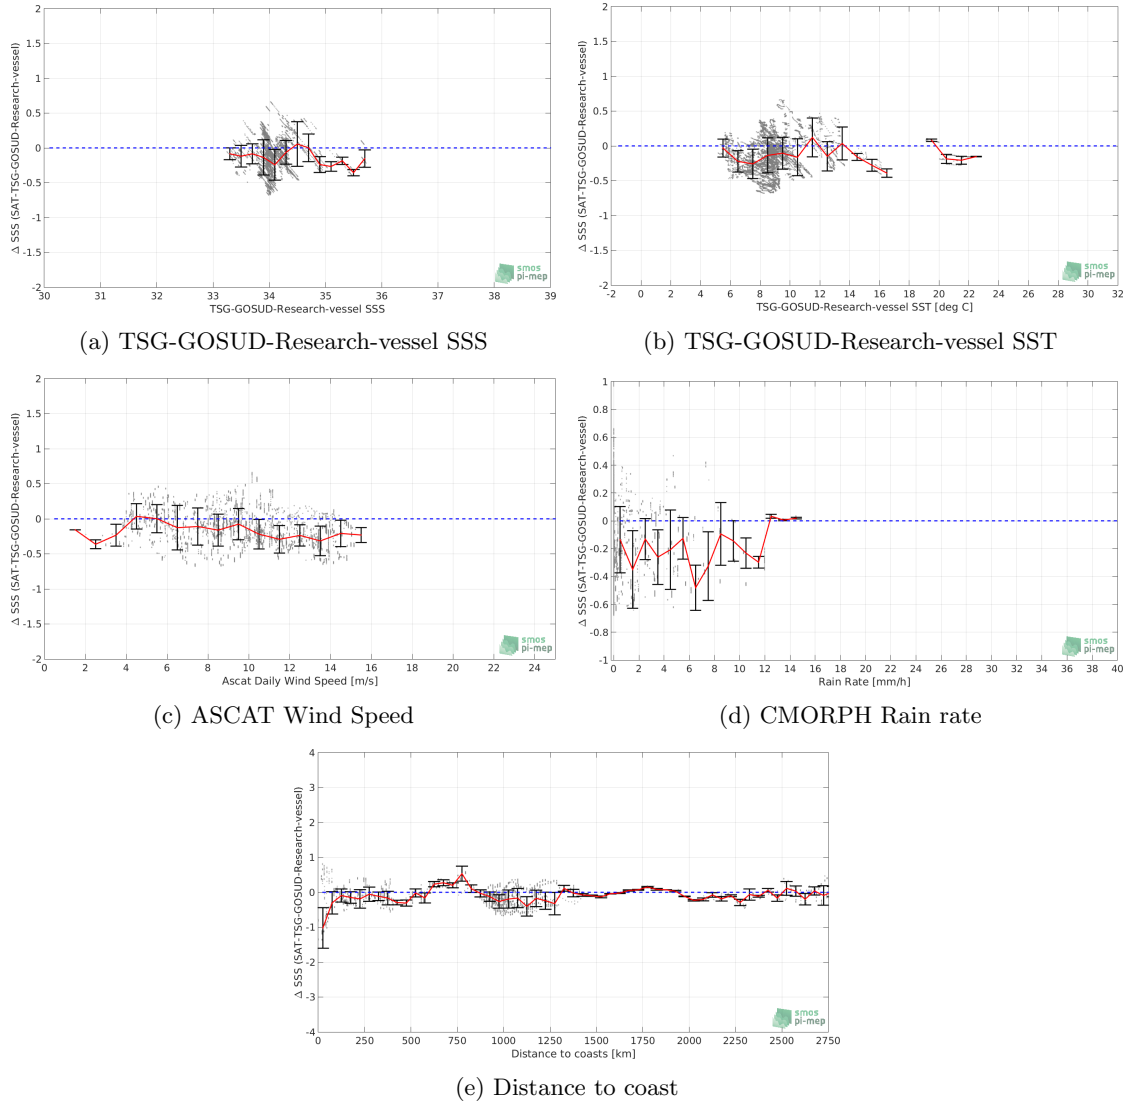 2
1.5
1
0.5
0
-0.5
-1
-1.5
-2
Δ SSS (SAT-TSG-GOSUD-Research-vessel)
30 31 32 33 34 35 36 37 38 39
TSG-GOSUD-Research-vessel SSS
smos
pi-mep
(a) TSG-GOSUD-Research-vessel SSS
2
1.5
1
0.5
0
-0.5
-1
-1.5
-2
Δ SSS (SAT-TSG-GOSUD-Research-vessel)
-2 0 2 4 6 8 10 12 14 16 18 20 22 24 26 28 30 32
TSG-GOSUD-Research-vessel SST [deg C]
smos
pi-mep
(b) TSG-GOSUD-Research-vessel SST
2
1.5
1
0.5
0
-0.5
-1
-1.5
-2
Δ SSS (SAT-TSG-GOSUD-Research-vessel)
0 2 4 6 8 10 12 14 16 18 20 22 24
Ascat Daily Wind Speed [m/s]
smos
pi-mep
(c) ASCAT Wind Speed
1
0.8
0.6
0.4
0.2
0
-0.2
-0.4
-0.6
-0.8
-1
Δ SSS (SAT-TSG-GOSUD-Research-vessel)
0 2 4 6 8 10 12 14 16 18 20 22 24 26 28 30 32 34 36 38 40
Rain Rate [mm/h]
smos
pi-mep
(d) CMORPH Rain rate
4
3
2
1
0
-1
-2
-3
-4
Δ SSS (SAT-TSG-GOSUD-Research-vessel)
0 250 500 750 1000 1250 1500 1750 2000 2250 2500 2750
Distance to coasts [km]
smos
pi-mep
(e) Distance to coast